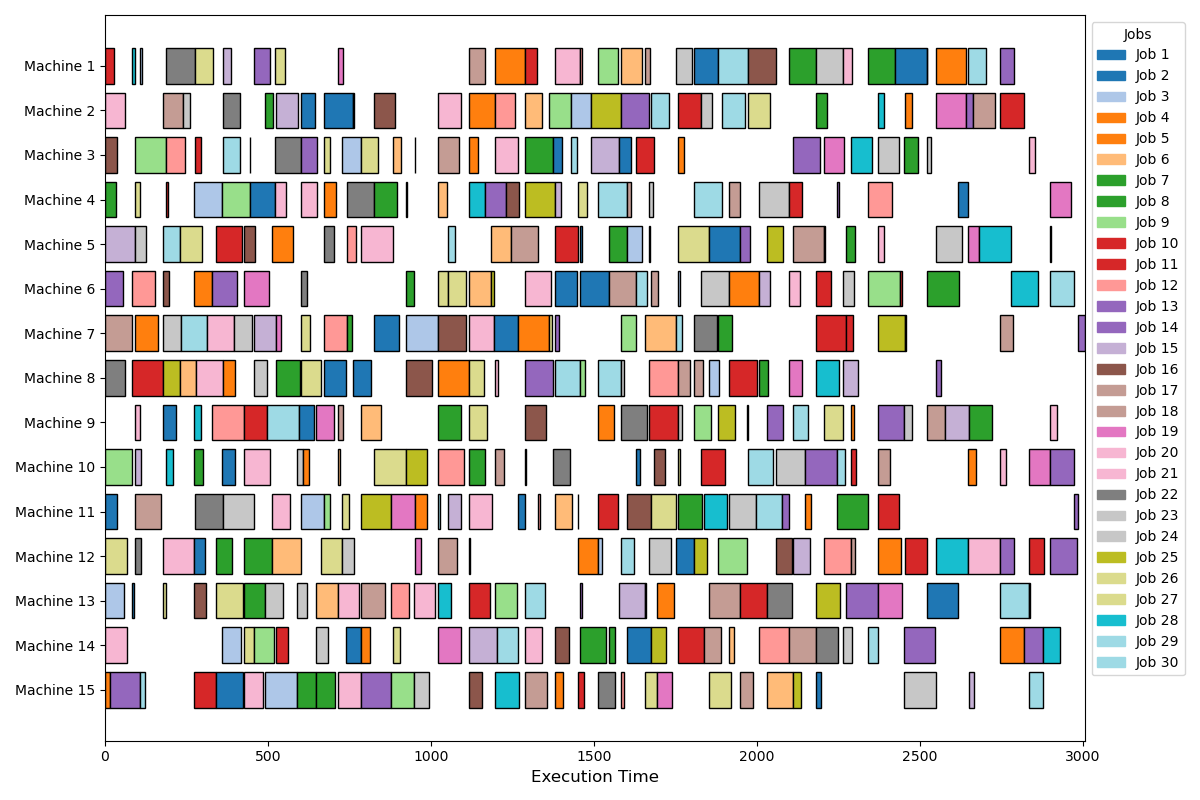 Jobs
Machine 1
Machine 2
Machine 3
Machine 4
Machine 5
Machine 6
Machine 7
Machine 8
Machine 9
Machine 10
Machine 11
Machine 12
Machine 13
Machine 14
Machine 15
Job 1
Job 2
Job 3
Job 4
Job 5
Job 6
Job 7
Job 8
Job 9
Job 10
Job 11
Job 12
Job 13
Job 14
Job 15
Job 16
Job 17
Job 18
Job 19
Job 20
Job 21
Job 22
Job 23
Job 24
Job 25
Job 26
Job 27
Job 28
Job 29
Job 30
0 500 1000 1500 2000 2500 3000
Execution Time